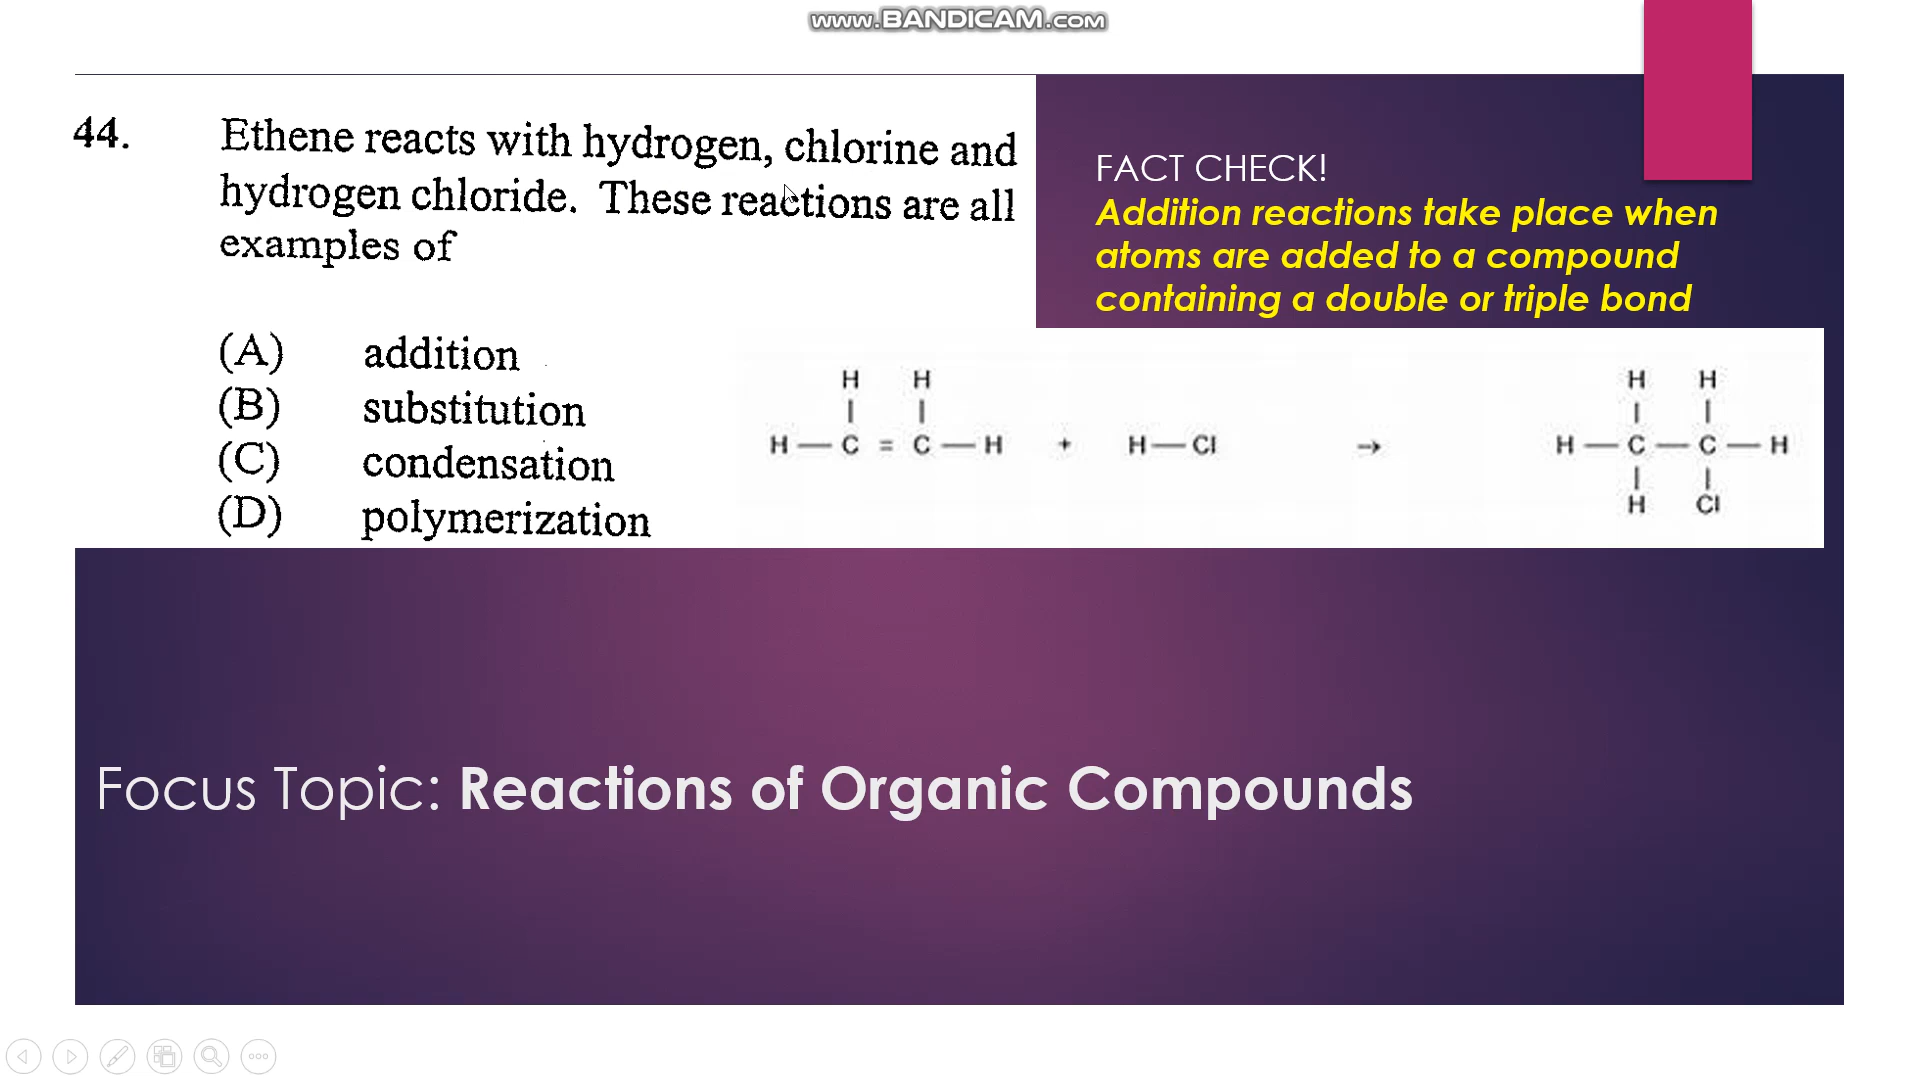 www.BANDICAM.com
44.
Ethene reacts with hydrogen, chlorine and
hydrogen chloride. These reactions are all
examples of
(A) addition
(B) substitution
(C) condensation
(D) polymerization
FACT CHECK!
Addition reactions take place when
atoms are added to a compound
containing a double or triple bond
H H H H
H — C = C — H + H — Cl → H — C — C — H
H Cl
Focus Topic: Reactions of Organic Compounds